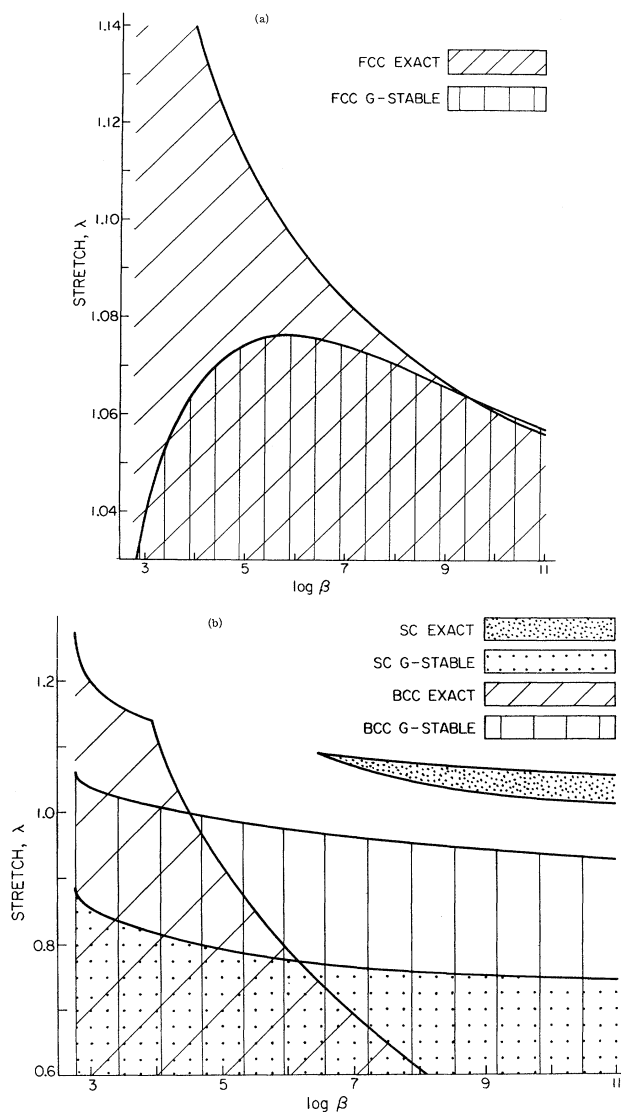 (a)
FCC EXACT
FCC G-STABLE
1.14
1.12
1.10
1.08
1.06
1.04
STRETCH, λ
3 5 7 9 11
log β
(b)
SC EXACT
SC G-STABLE
BCC EXACT
BCC G-STABLE
1.2
1.0
0.8
0.6
STRETCH, λ
3 5 7 9 11
log β